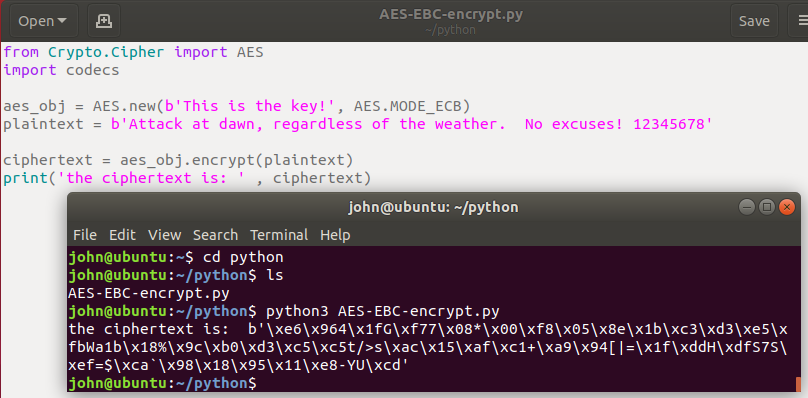 Open
AES-EBC-encrypt.py
~/python
Save
from Crypto.Cipher import AES
import codecs
aes_obj = AES.new(b'This is the key!', AES.MODE_ECB)
plaintext = b'Attack at dawn, regardless of the weather.  No excuses! 12345678'
ciphertext = aes_obj.encrypt(plaintext)
print('the ciphertext is: ' , ciphertext)
john@ubuntu: ~/python
File Edit View Search Terminal Help
john@ubuntu:~$ cd python
john@ubuntu:~/python$ ls
AES-EBC-encrypt.py
john@ubuntu:~/python$ python3 AES-EBC-encrypt.py
the ciphertext is:  b'\xe6\x964\x1fG\xf77\x08*\x00\xf8\x05\x8e\x1b\xc3\xd3\xe5\x
fbWa1b\x18%\x9c\xb0\xd3\xc5\xc5t/>s\xac\x15\xaf\xc1+\xa9\x94[|=\x1f\xddH\xdfS7S\
xef=$\xca`\x98\x18\x95\x11\xe8-YU\xcd'
john@ubuntu:~/python$